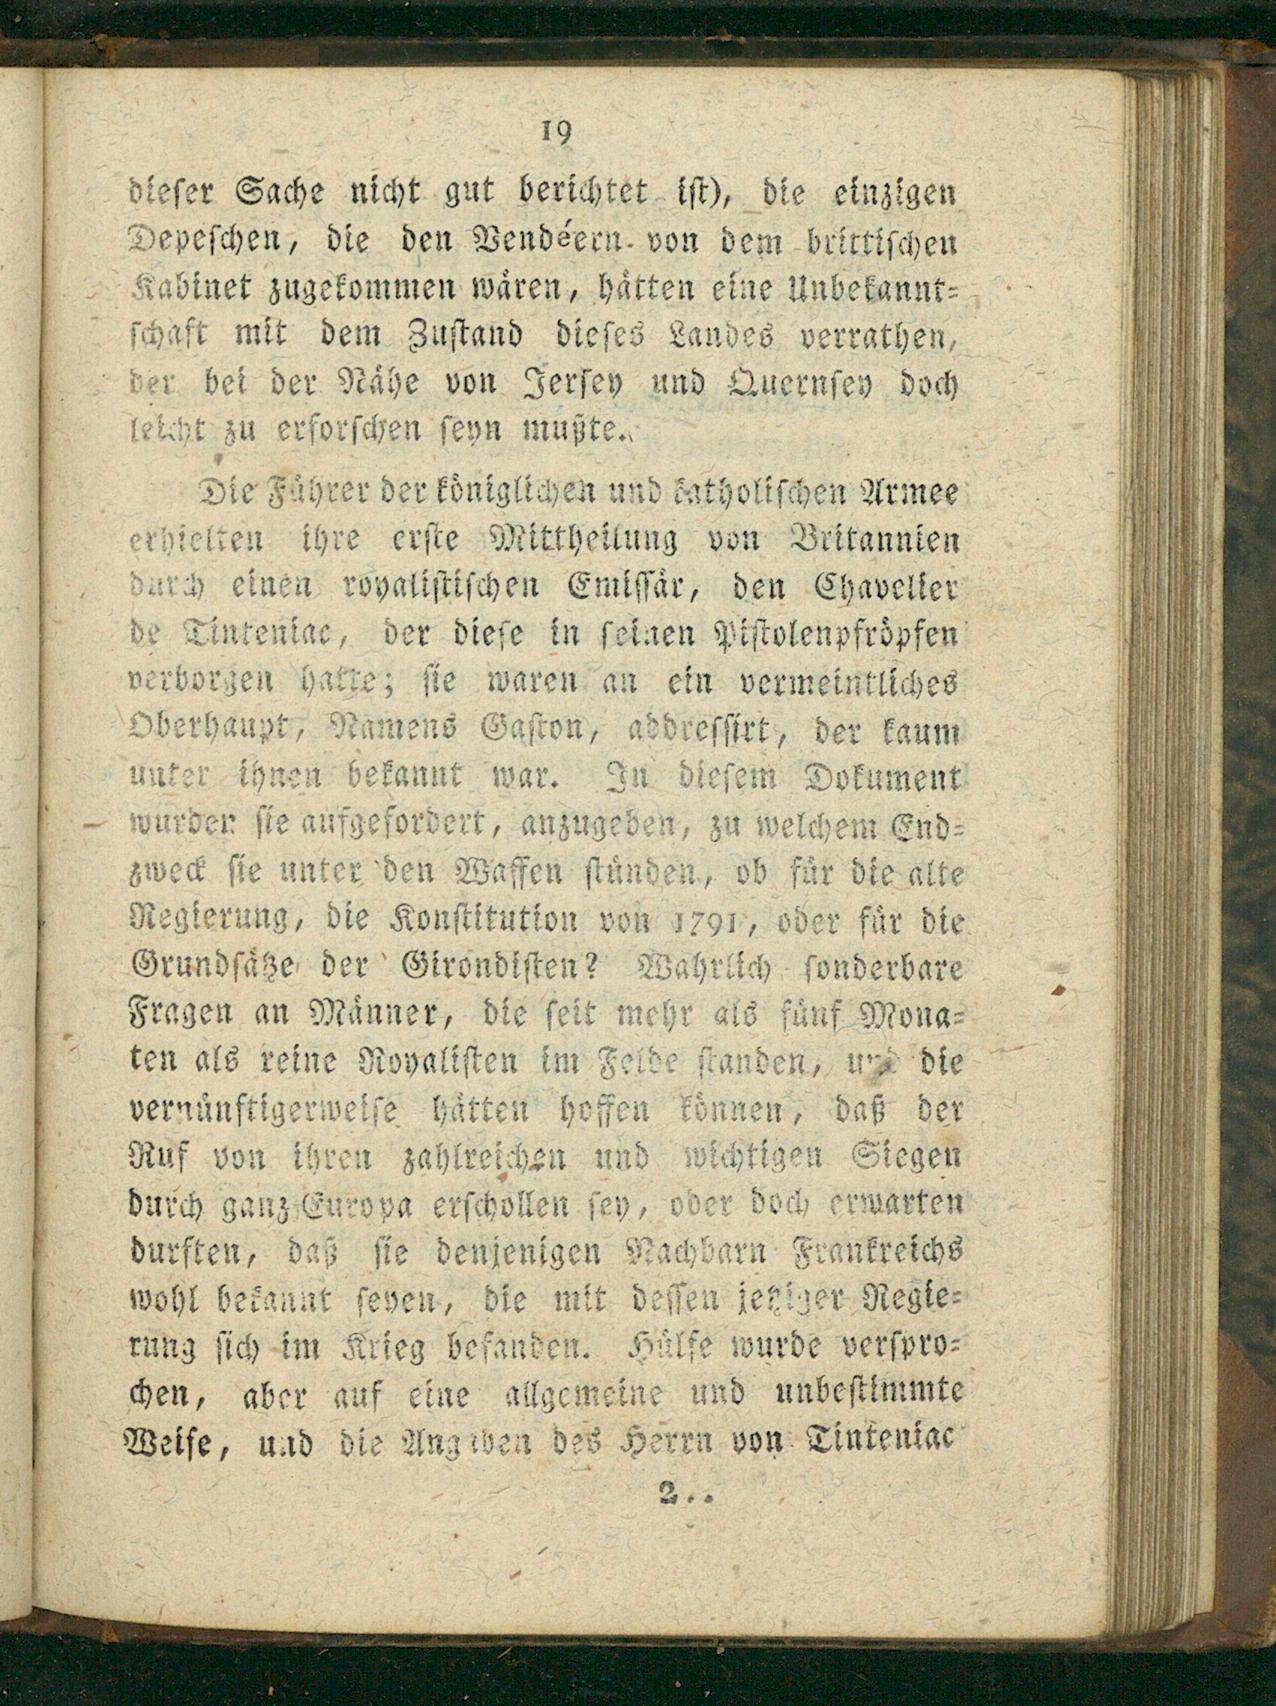 19
dieser Sache nicht gut berichtet ist), die einzigen
Depeschen, die den Vendéern von dem brittischen
Kabinet zugekommen wären, hätten eine Unbekannt-
schaft mit dem Zustand dieses Landes verrathen,
der bei der Nähe von Jersey und Quernsey doch
leicht zu erforschen seyn mußte.
Die Führer der königlichen und katholischen Armee
erhielten ihre erste Mittheilung von Britannien
durch einen royalistischen Emissär, den Chavelier
de Tinteniac, der diese in seinen Pistolenpfröpfen
verborgen hatte; sie waren an ein vermeintliches
Oberhaupt, Namens Gaston, addressirt, der kaum
unter ihnen bekannt war. In diesem Dokument
wurden sie aufgefordert, anzugeben, zu welchem End-
zweck sie unter den Waffen stünden, ob für die alte
Regierung, die Konstitution von 1791, oder für die
Grundsätze der Girondisten? Wahrlich sonderbare
Fragen an Männer, die seit mehr als fünf Mona-
ten als reine Royalisten im Felde standen, und die
vernünftigerweise hätten hoffen können, daß der
Ruf von ihren zahlreichen und wichtigen Siegen
durch ganz Europa erschollen sey, oder doch erwarten
durften, daß sie denjenigen Nachbarn Frankreichs
wohl bekannt seyen, die mit dessen jetziger Regie-
rung sich im Krieg befanden. Hülfe wurde verspro-
chen, aber auf eine allgemeine und unbestimmte
Weise, und die Angaben des Herrn von Tinteniac
2..